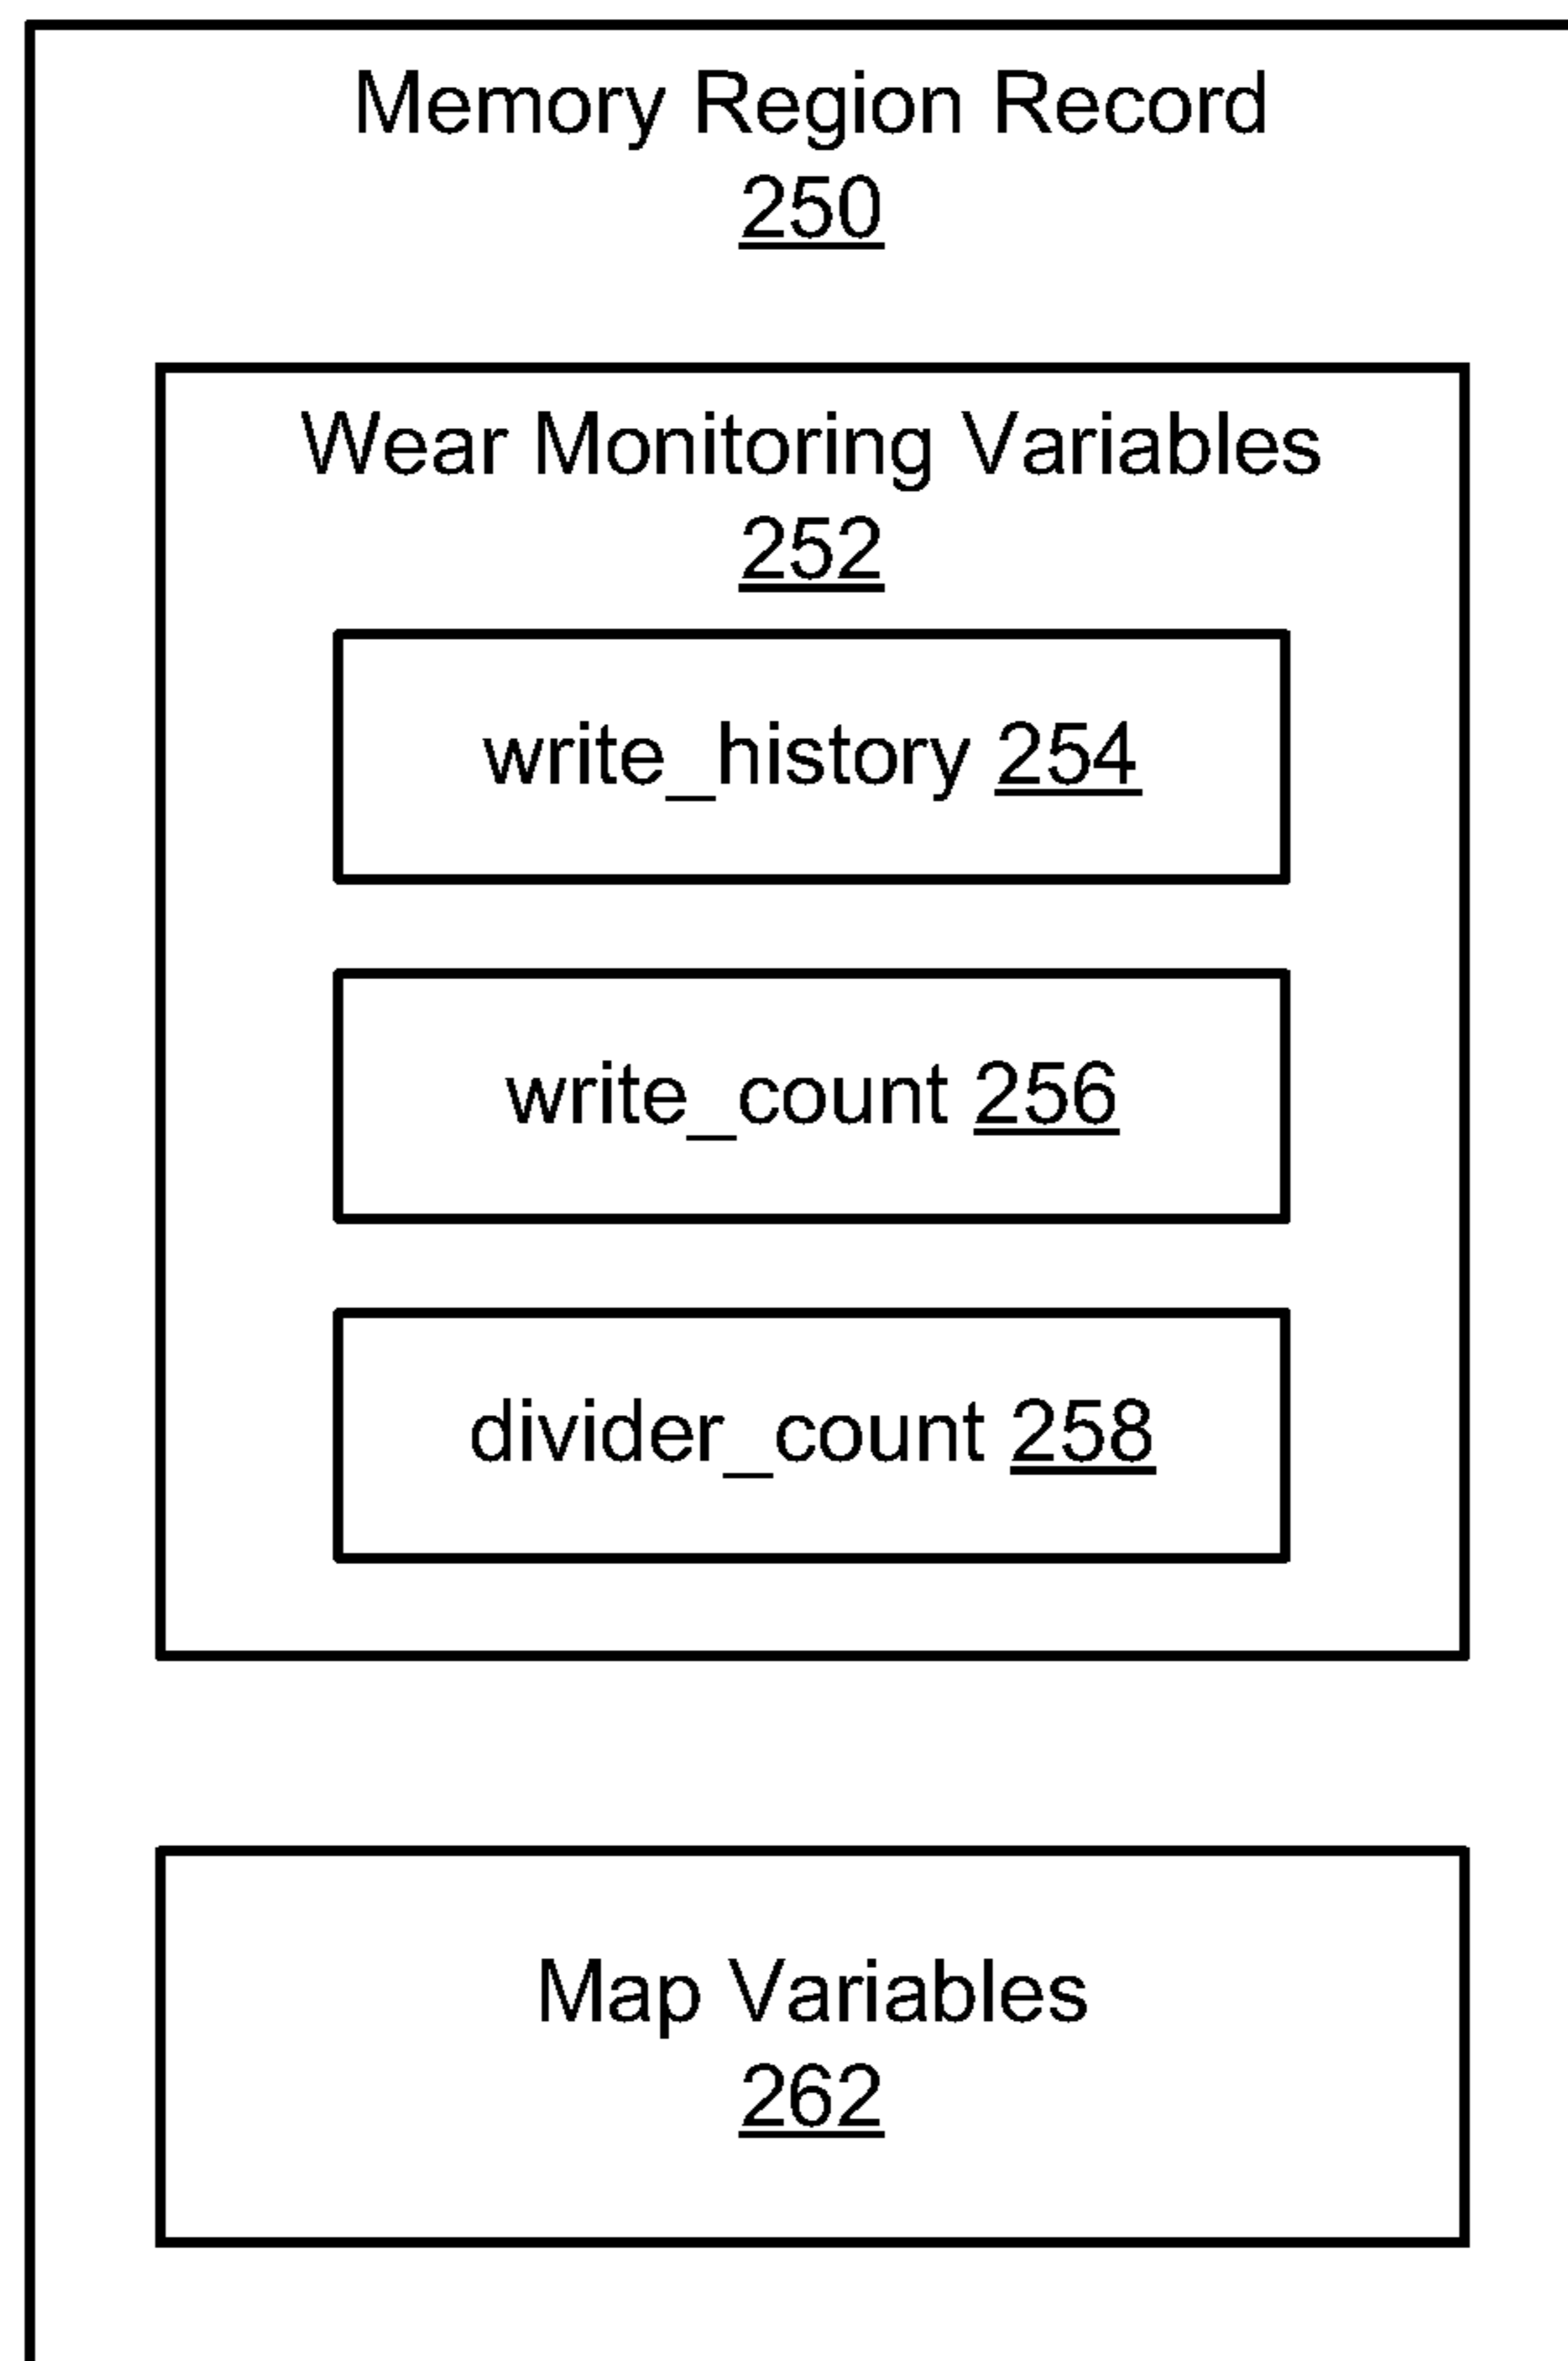 Memory Region Record
250
Wear Monitoring Variables
252
write_history 254
write_count 256
divider_count 258
Map Variables
262